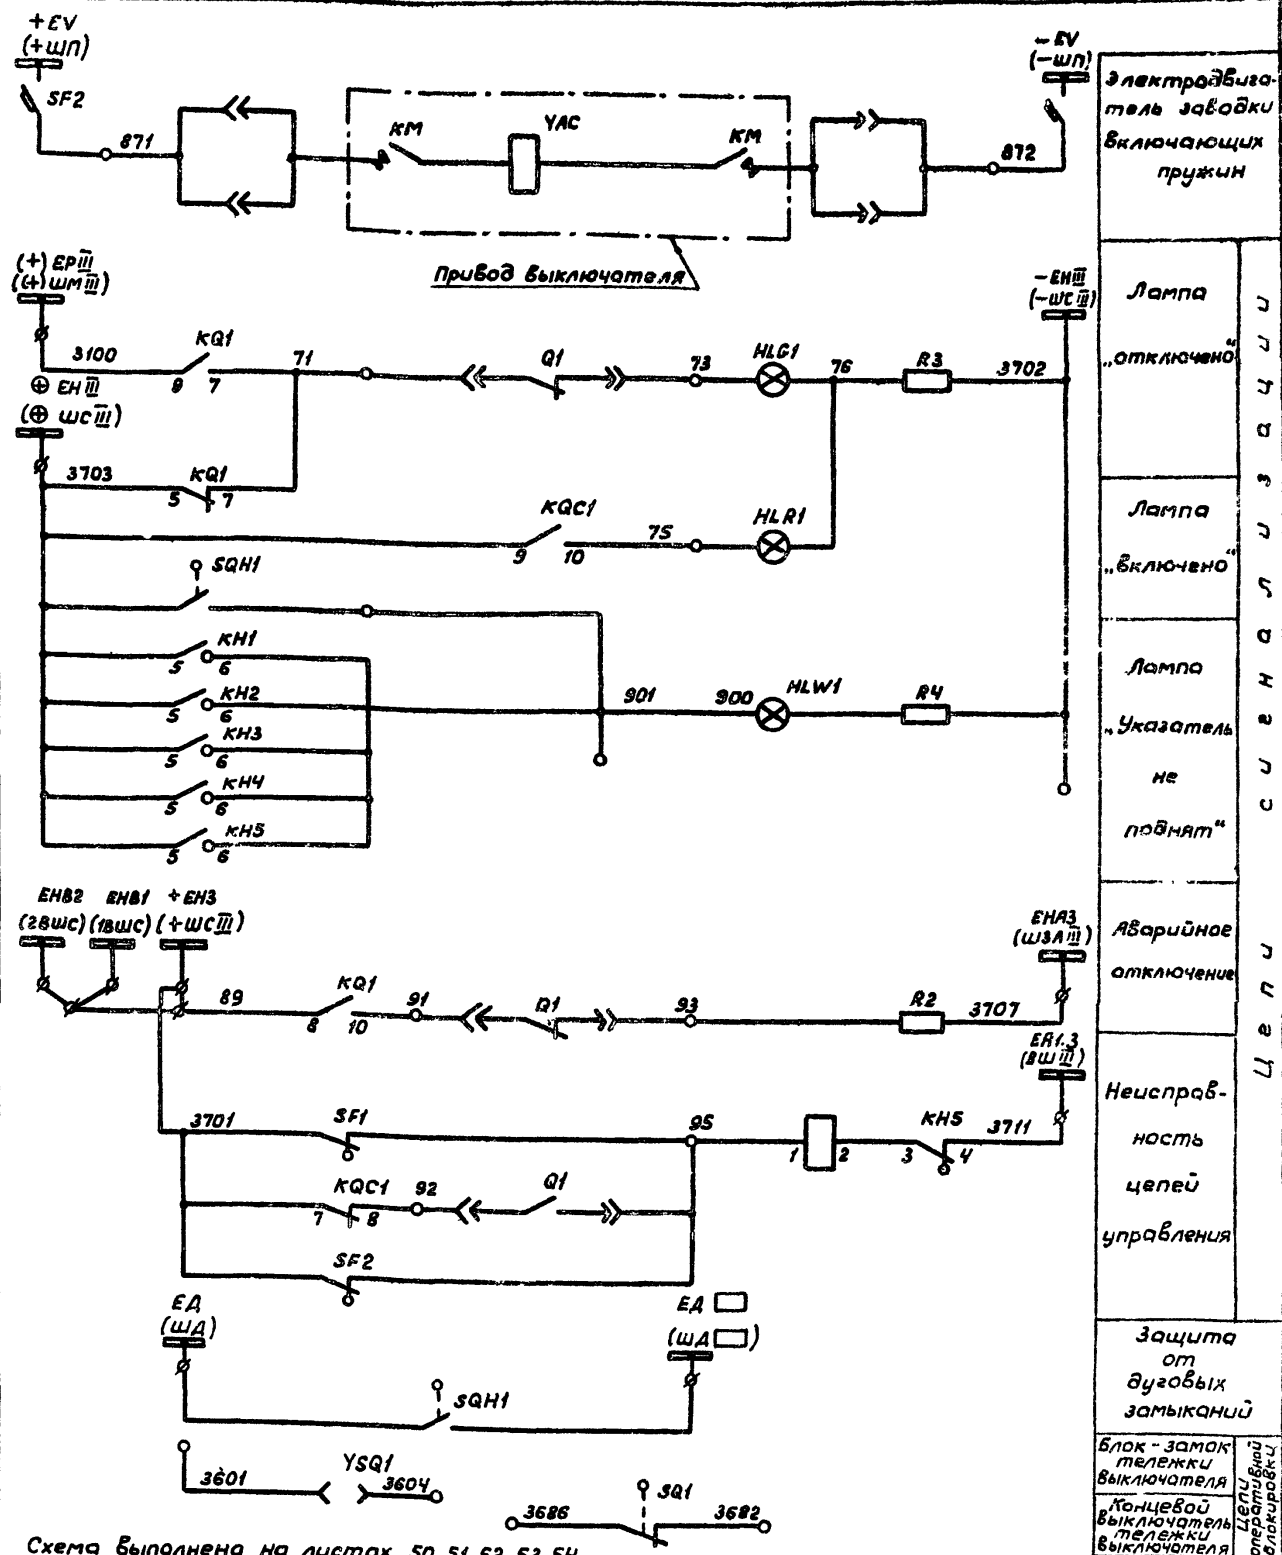 +EV
(+ШП)
SF2
871
КМ
YAC
КМ
872
-EV
(-ШП)
Электродвига-
тель заводки
включающих
пружин
Привод выключателя
(+) EPIII
((+) ШМIII)
3100
KQ1
9 7
71
Q1
73
HLG1
76
R3
3702
-EHIII
(-ШСIII)
Лампа
„отключено“
⊕ EHIII
(⊕ ШСIII)
3703
KQ1
5 7
KQC1
9 10
75
HLR1
Лампа
„включено“
SQH1
KH1
5 6
KH2
5 6
KH3
5 6
KH4
5 6
KH5
5 6
901
900
HLW1
R4
Лампа
„Указатель
не
поднят“
Цепи сигнализации
EHB2
(2ВШС)
EHB1
(1ВШС)
+EH3
(+ШСIII)
89
KQ1
8 10
91
Q1
93
R2
3707
EHA3
(ШЗАIII)
Аварийное
отключение
3701
SF1
95
1 2
KH5
3 4
3711
EA1.3
(ВШIII)
KQC1
7 8
92
Q1
SF2
Неисправ-
ность
цепей
управления
ЕД
(ШД)
ЕД
(ШД )
SQH1
Защита
от
дуговых
замыканий
3601
YSQ1
3604
Блок-замок
тележки
выключателя
3686
SQ1
3682
Концевой
выключатель
тележки
выключателя
Цепи
оперативной
блокировки
Схема выполнена на листах 50,51,52,53,54